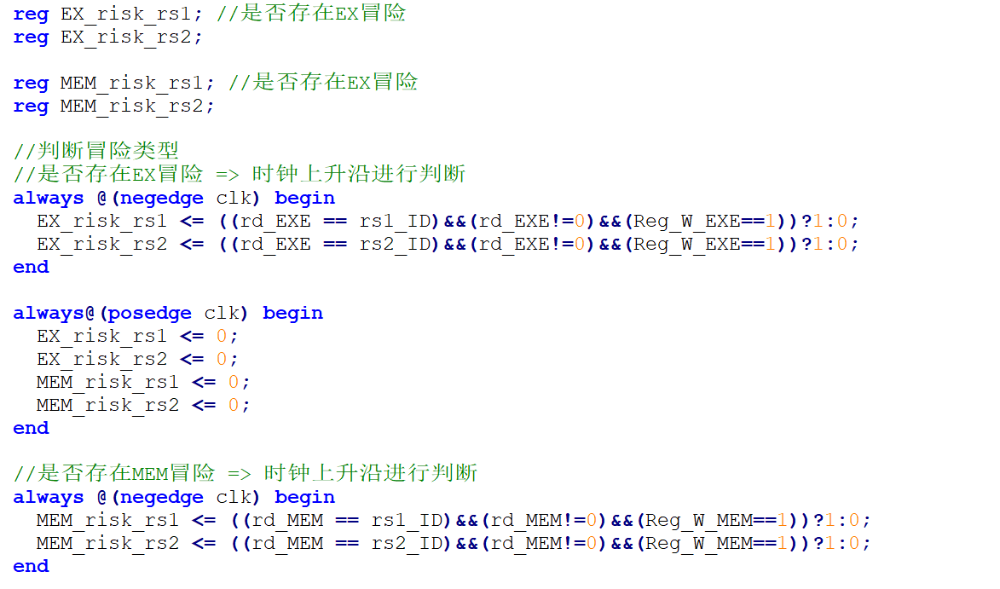 reg EX_risk_rs1; //是否存在EX冒险
reg EX_risk_rs2;
reg MEM_risk_rs1; //是否存在EX冒险
reg MEM_risk_rs2;
//判断冒险类型
//是否存在EX冒险 => 时钟上升沿进行判断
always @(negedge clk) begin
  EX_risk_rs1 <= ((rd_EXE == rs1_ID)&&(rd_EXE!=0)&&(Reg_W_EXE==1))?1:0;
  EX_risk_rs2 <= ((rd_EXE == rs2_ID)&&(rd_EXE!=0)&&(Reg_W_EXE==1))?1:0;
end
always@(posedge clk) begin
  EX_risk_rs1 <= 0;
  EX_risk_rs2 <= 0;
  MEM_risk_rs1 <= 0;
  MEM_risk_rs2 <= 0;
end
//是否存在MEM冒险 => 时钟上升沿进行判断
always @(negedge clk) begin
  MEM_risk_rs1 <= ((rd_MEM == rs1_ID)&&(rd_MEM!=0)&&(Reg_W_MEM==1))?1:0;
  MEM_risk_rs2 <= ((rd_MEM == rs2_ID)&&(rd_MEM!=0)&&(Reg_W_MEM==1))?1:0;
end